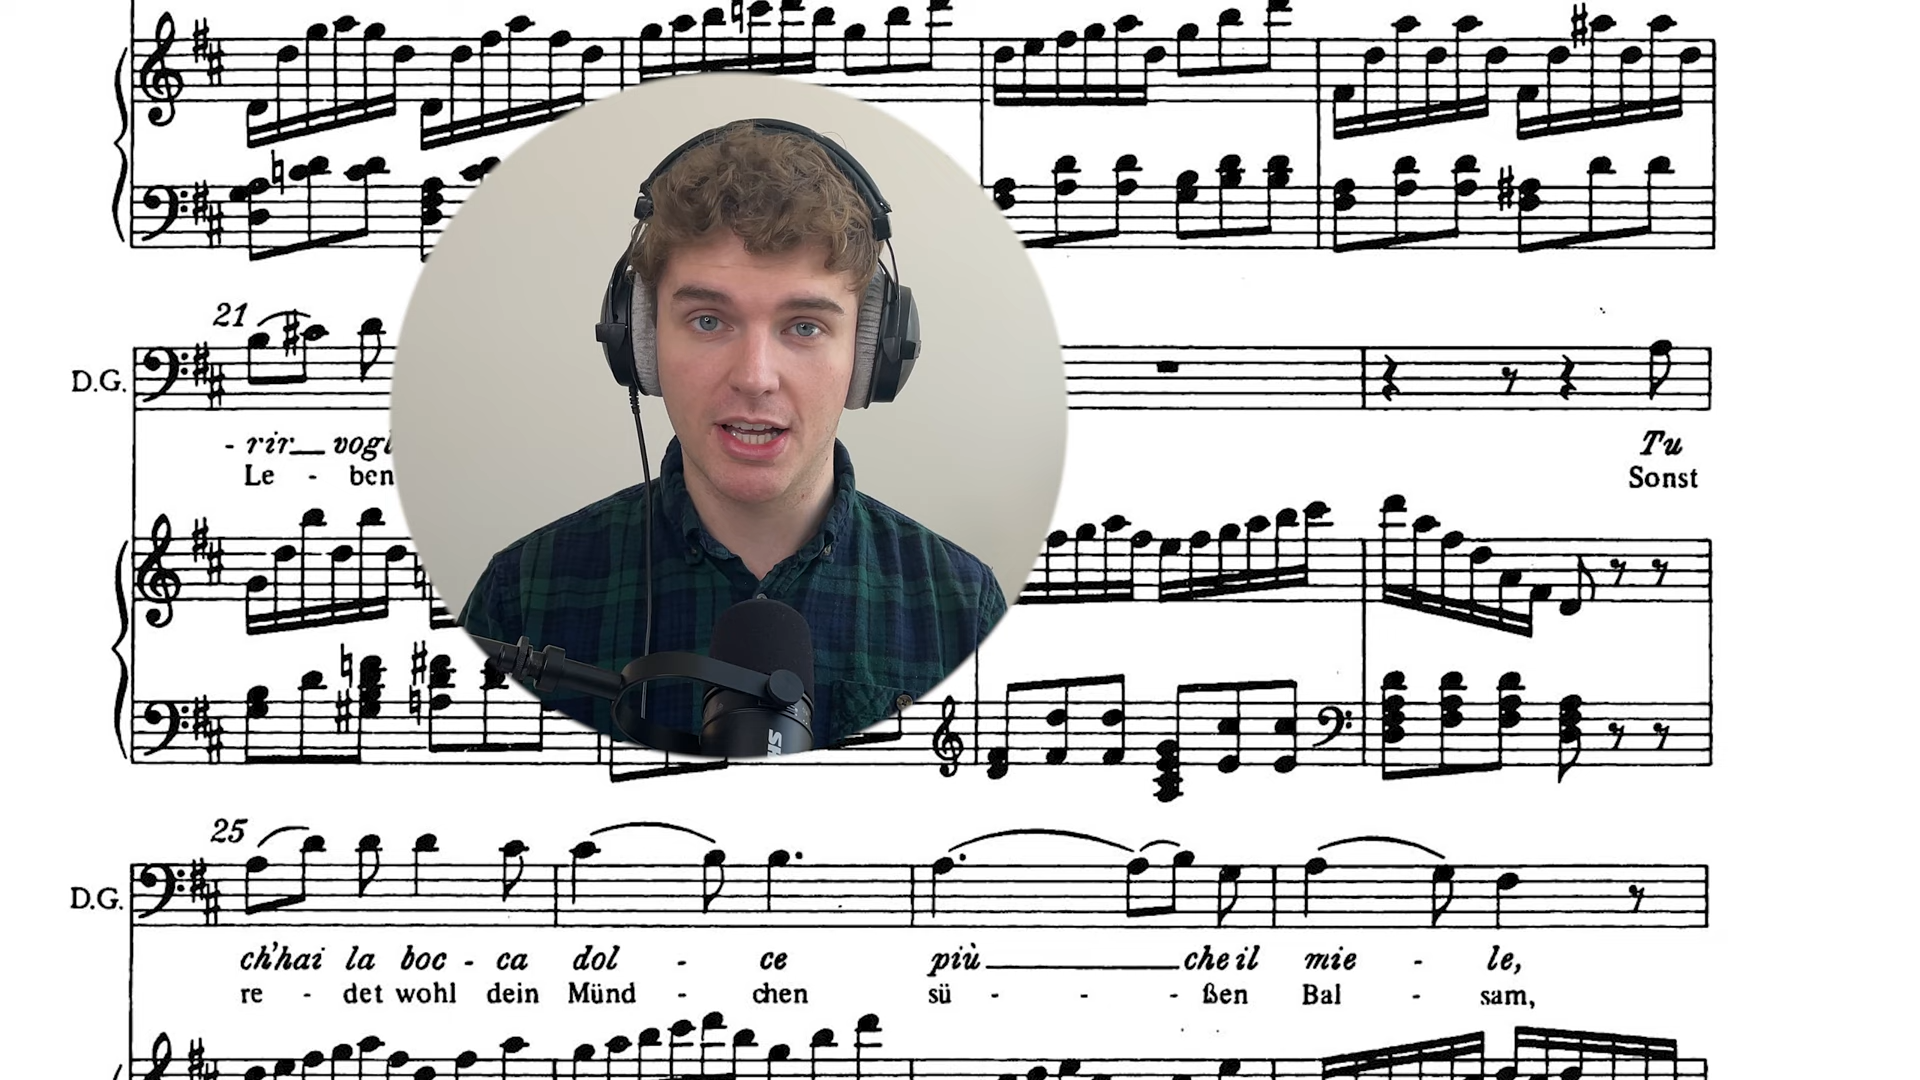 21
D.G.
- rir vogl Tu
Le - ben Sonst
SH
25
D.G.
ch'hai la boc - ca dol - ce più che il mie - le,
re - det wohl dein Münd - chen sü - - - ßen Bal - sam,